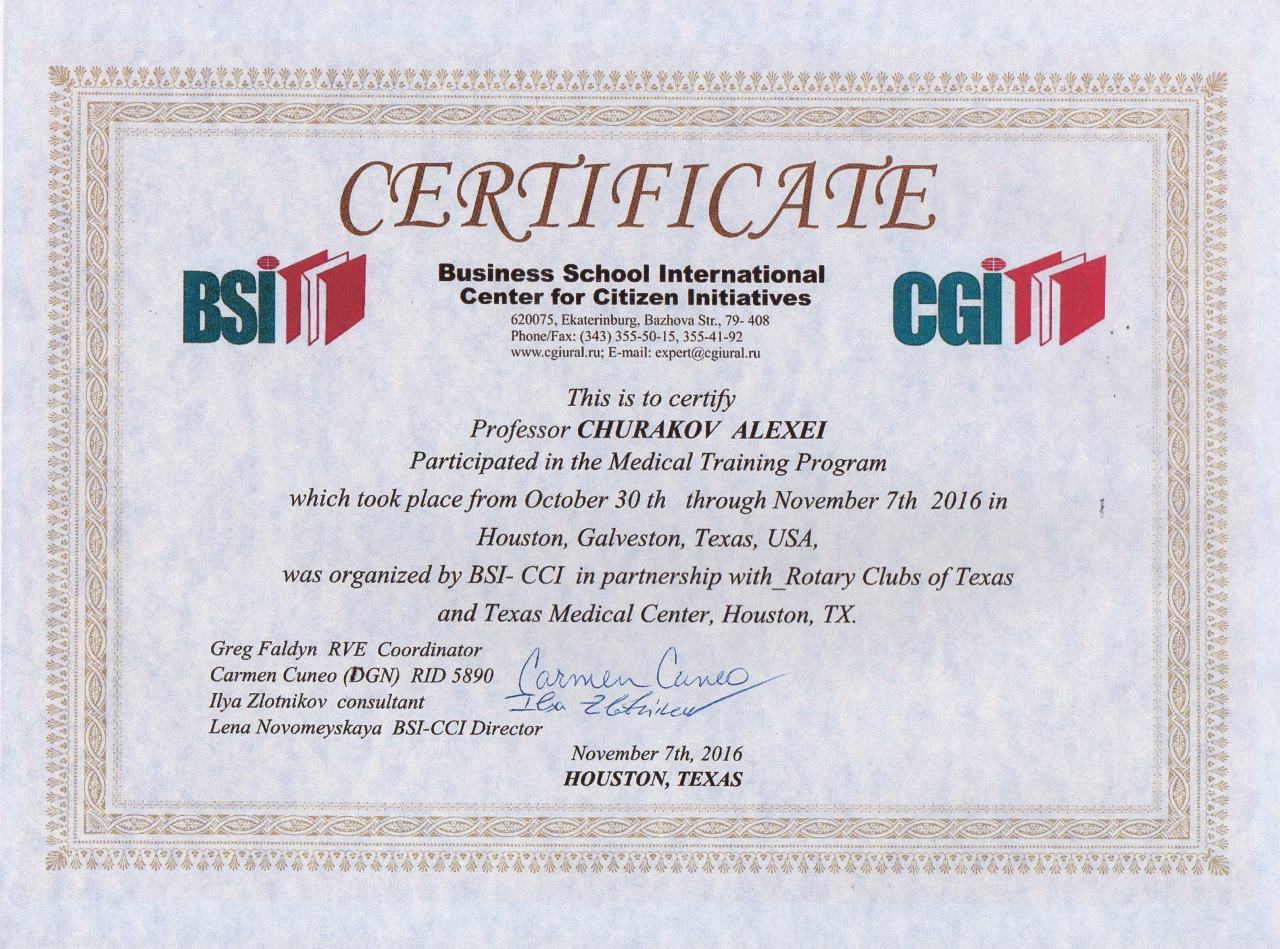 CERTIFICATE
BSi
Business School International
Center for Citizen Initiatives
620075, Ekaterinburg, Bazhova Str., 79- 408
Phone/Fax: (343) 355-50-15, 355-41-92
www.cgiural.ru; E-mail: expert@cgiural.ru
CGi
This is to certify
Professor CHURAKOV ALEXEI
Participated in the Medical Training Program
which took place from October 30 th through November 7th 2016 in
Houston, Galveston, Texas, USA,
was organized by BSI- CCI in partnership with_Rotary Clubs of Texas
and Texas Medical Center, Houston, TX.
Greg Faldyn RVE Coordinator
Carmen Cuneo (DGN) RID 5890
Carmen Cuneo
Ilya Zlotnikov consultant
Ilya Zlotnikov
Lena Novomeyskaya BSI-CCI Director
November 7th, 2016
HOUSTON, TEXAS